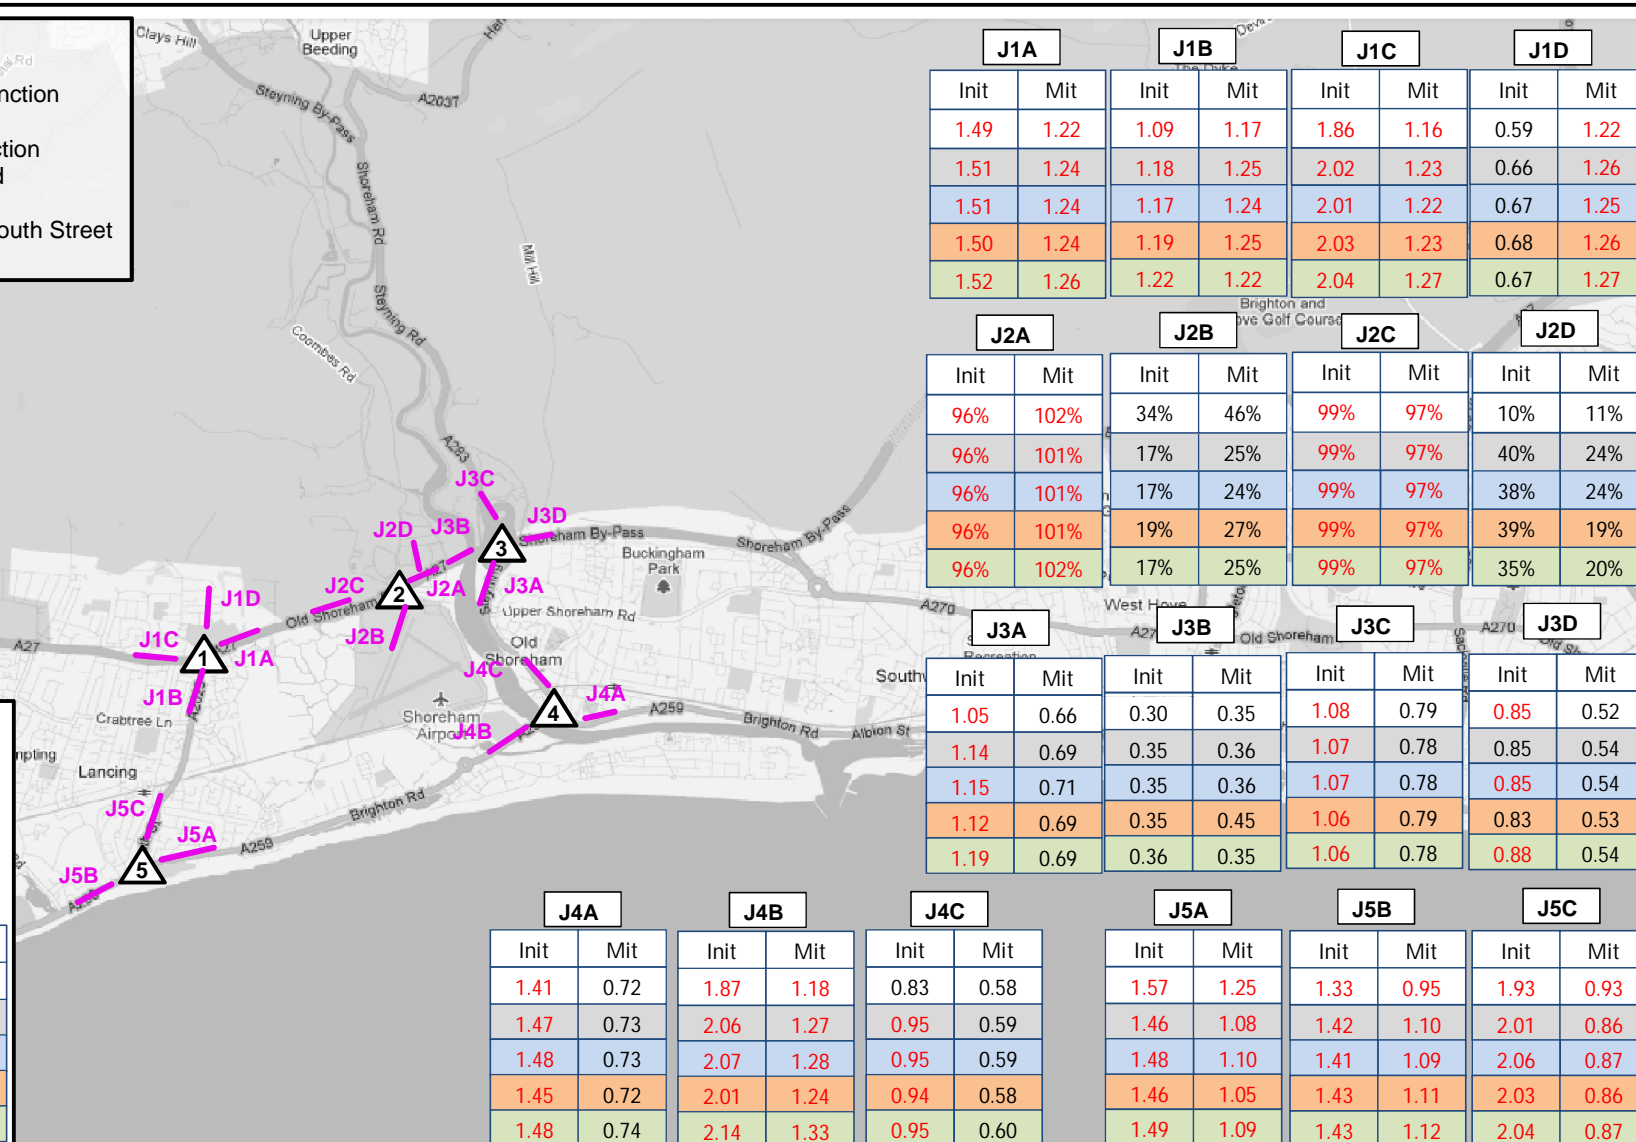 nction
ction
d
outh Street
Clays Hill
Upper
Beeding
Steyning By-Pass
A2037
Shoreham Rd
Mill Hill
Steyning Rd
Coombes Rd
A283
J3C
J3B
J3D
J2D
3
Shoreham By-Pass
Shoreham By-Pass
Buckingham
Park
J2C
2
J2A
J3A
A27
Old Shoreham
J2B
Upper Shoreham Rd
J1D
J1C
A27
1
A27
J1A
Old
Shoreham
J4C
J1B
A2025
Crabtree Ln
J4A
4
A259
Shoreham
Airport
J4B
Brighton Rd
Albion St
mpting
Lancing
J5C
Brighton Rd
J5A
A259
5
J5B
A259
A270
West Hove
A27
Old Shoreham
A270
Southw
Recreation
Brighton and
ove Golf Course
The Dyke
J1A J1B J1C J1D
Init Mit Init Mit Init Mit Init Mit
1.49 1.22 1.09 1.17 1.86 1.16 0.59 1.22
1.51 1.24 1.18 1.25 2.02 1.23 0.66 1.26
1.51 1.24 1.17 1.24 2.01 1.22 0.67 1.25
1.50 1.24 1.19 1.25 2.03 1.23 0.68 1.26
1.52 1.26 1.22 1.22 2.04 1.27 0.67 1.27
J2A J2B J2C J2D
Init Mit Init Mit Init Mit Init Mit
96% 102% 34% 46% 99% 97% 10% 11%
96% 101% 17% 25% 99% 97% 40% 24%
96% 101% 17% 24% 99% 97% 38% 24%
96% 101% 19% 27% 99% 97% 39% 19%
96% 102% 17% 25% 99% 97% 35% 20%
J3A J3B J3C J3D
Init Mit Init Mit Init Mit Init Mit
1.05 0.66 0.30 0.35 1.08 0.79 0.85 0.52
1.14 0.69 0.35 0.36 1.07 0.78 0.85 0.54
1.15 0.71 0.35 0.36 1.07 0.78 0.85 0.54
1.12 0.69 0.35 0.45 1.06 0.79 0.83 0.53
1.19 0.69 0.36 0.35 1.06 0.78 0.88 0.54
J4A J4B J4C J5A J5B J5C
Init Mit Init Mit Init Mit Init Mit Init Mit Init Mit
1.41 0.72 1.87 1.18 0.83 0.58 1.57 1.25 1.33 0.95 1.93 0.93
1.47 0.73 2.06 1.27 0.95 0.59 1.46 1.08 1.42 1.10 2.01 0.86
1.48 0.73 2.07 1.28 0.95 0.59 1.48 1.10 1.41 1.09 2.06 0.87
1.45 0.72 2.01 1.24 0.94 0.58 1.46 1.05 1.43 1.11 2.03 0.86
1.48 0.74 2.14 1.33 0.95 0.60 1.49 1.09 1.43 1.12 2.04 0.87